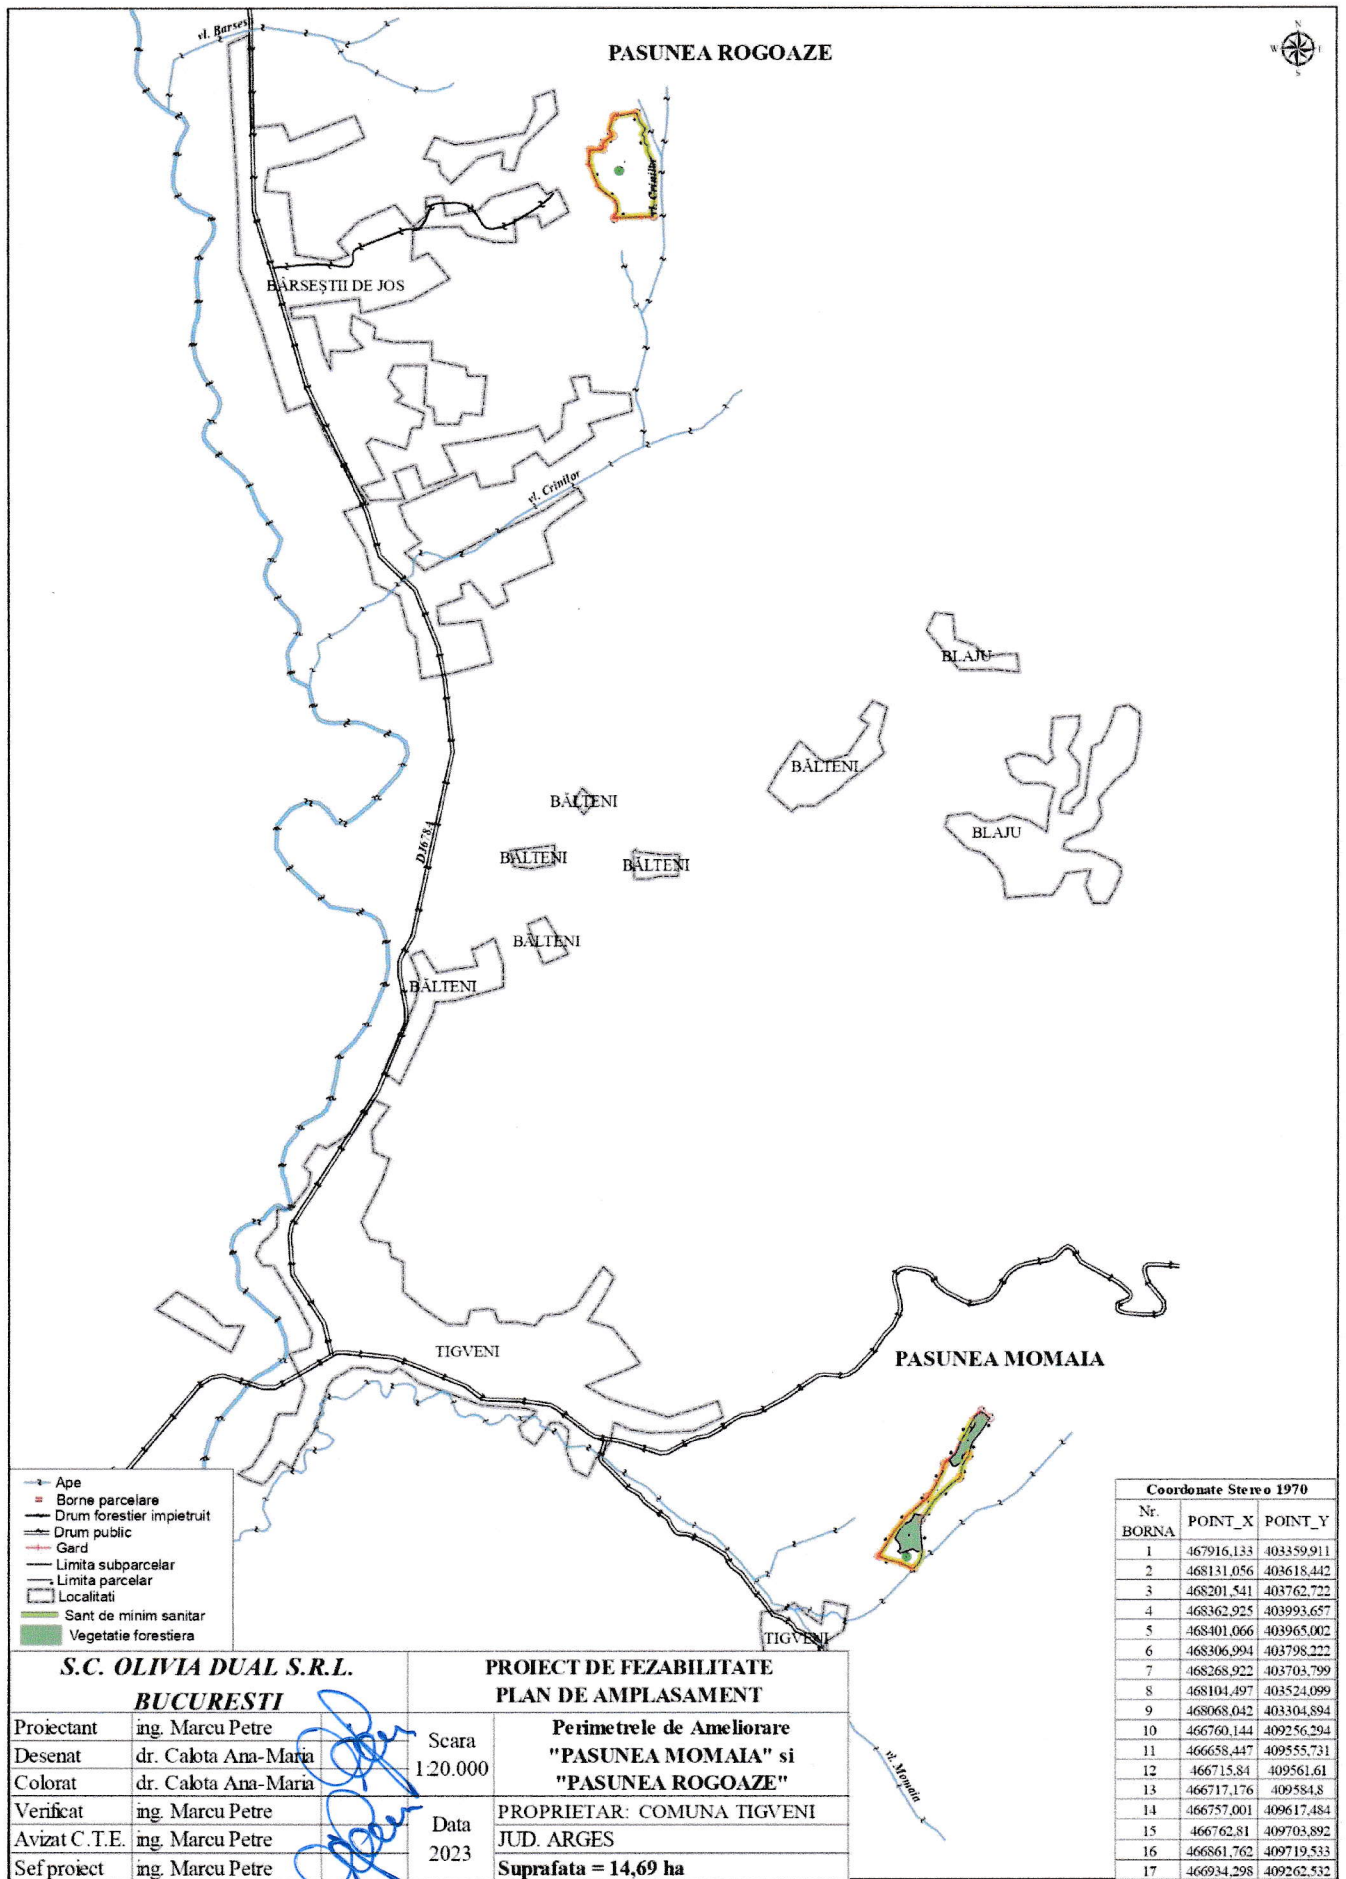 vl. Barses
PASUNEA ROGOAZE
N
W
S
vl. Crinilor
BÂRSEȘTII DE JOS
vl. Crinilor
BLAJU
BĂLTENI
BĂLTENI
BLAJU
DJ678A
BĂLTENI
BĂLTENI
BĂLTENI
BĂLTENI
TIGVENI
PASUNEA MOMAIA
TIGVENI
vl. Momaia
Ape
Borne parcelare
Drum forestier impietruit
Drum public
Gard
Limita subparcelar
Limita parcelar
Localitati
Sant de minim sanitar
Vegetatie forestiera
Coordonate Stereo 1970
Nr. BORNA POINT_X POINT_Y
1 467916,133 403359,911
2 468131,056 403618,442
3 468201,541 403762,722
4 468362,925 403993,657
5 468401,066 403965,002
6 468306,994 403798,222
7 468268,922 403703,799
8 468104,497 403524,099
9 468068,042 403304,894
10 466760,144 409256,294
11 466658,447 409555,731
12 466715,84 409561,61
13 466717,176 409584,8
14 466757,001 409617,484
15 466762,81 409703,892
16 466861,762 409719,533
17 466934,298 409262,532
S.C. OLIVIA DUAL S.R.L.
BUCURESTI
PROIECT DE FEZABILITATE
PLAN DE AMPLASAMENT
Proiectant ing. Marcu Petre
Desenat dr. Calota Ana-Maria
Colorat dr. Calota Ana-Maria
Verificat ing. Marcu Petre
Avizat C.T.E. ing. Marcu Petre
Sef proiect ing. Marcu Petre
Scara
1:20.000
Data
2023
Perimetrele de Ameliorare
"PASUNEA MOMAIA" si
"PASUNEA ROGOAZE"
PROPRIETAR: COMUNA TIGVENI
JUD. ARGES
Suprafata = 14,69 ha